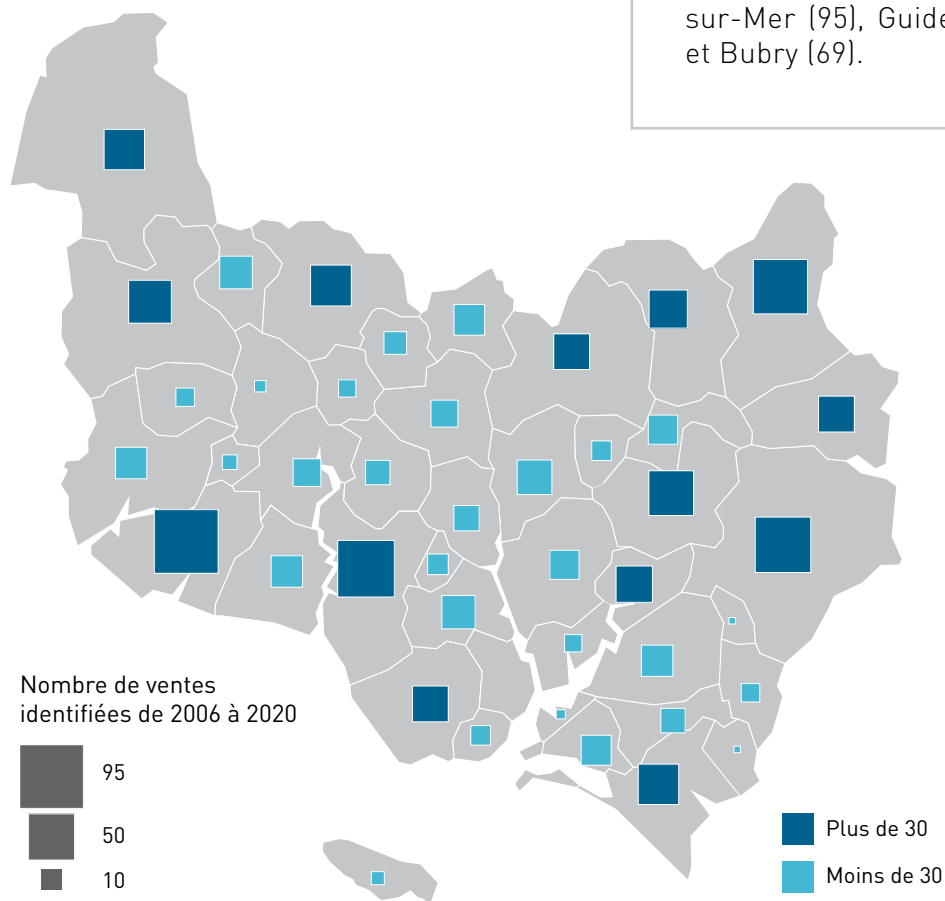 sur-Mer (95), Guide
et Bubry (69).
Nombre de ventes
identifiées de 2006 à 2020
95
50
10
Plus de 30
Moins de 30